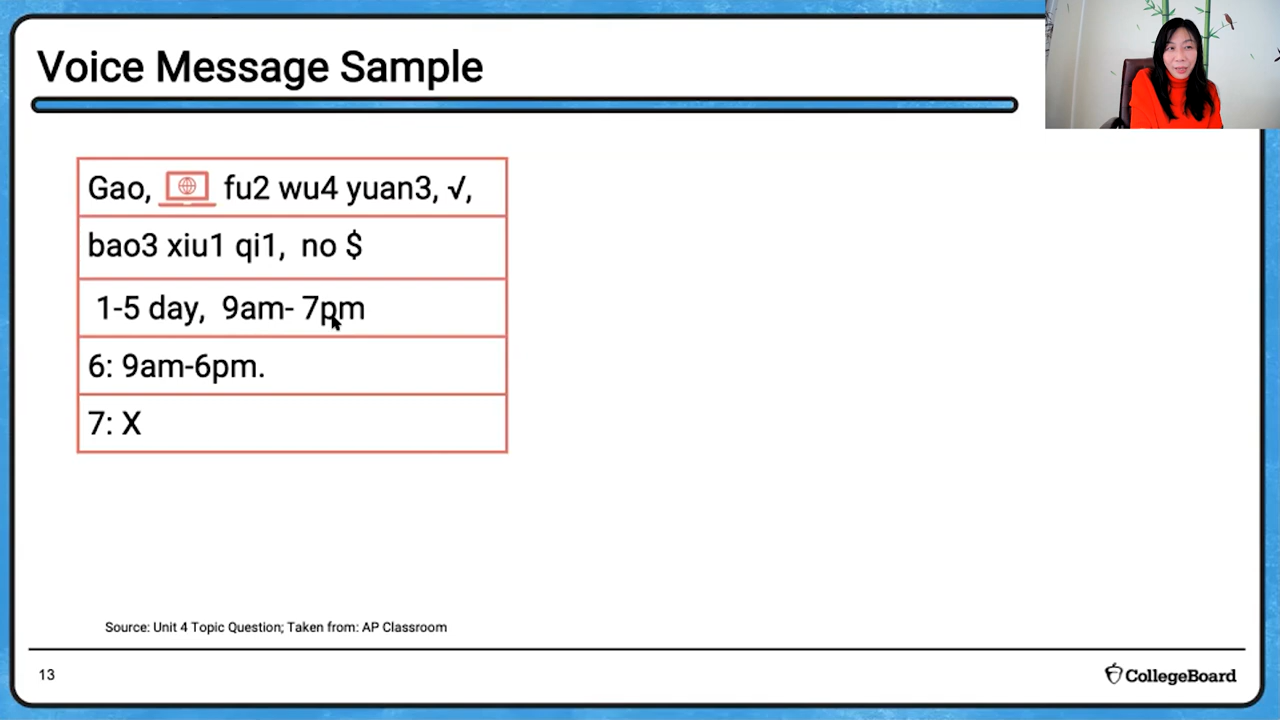 Voice Message Sample
Gao, fu2 wu4 yuan3, √,
bao3 xiu1 qi1, no $
1-5 day, 9am- 7pm
6: 9am-6pm.
7: X
Source: Unit 4 Topic Question; Taken from: AP Classroom
13
CollegeBoard